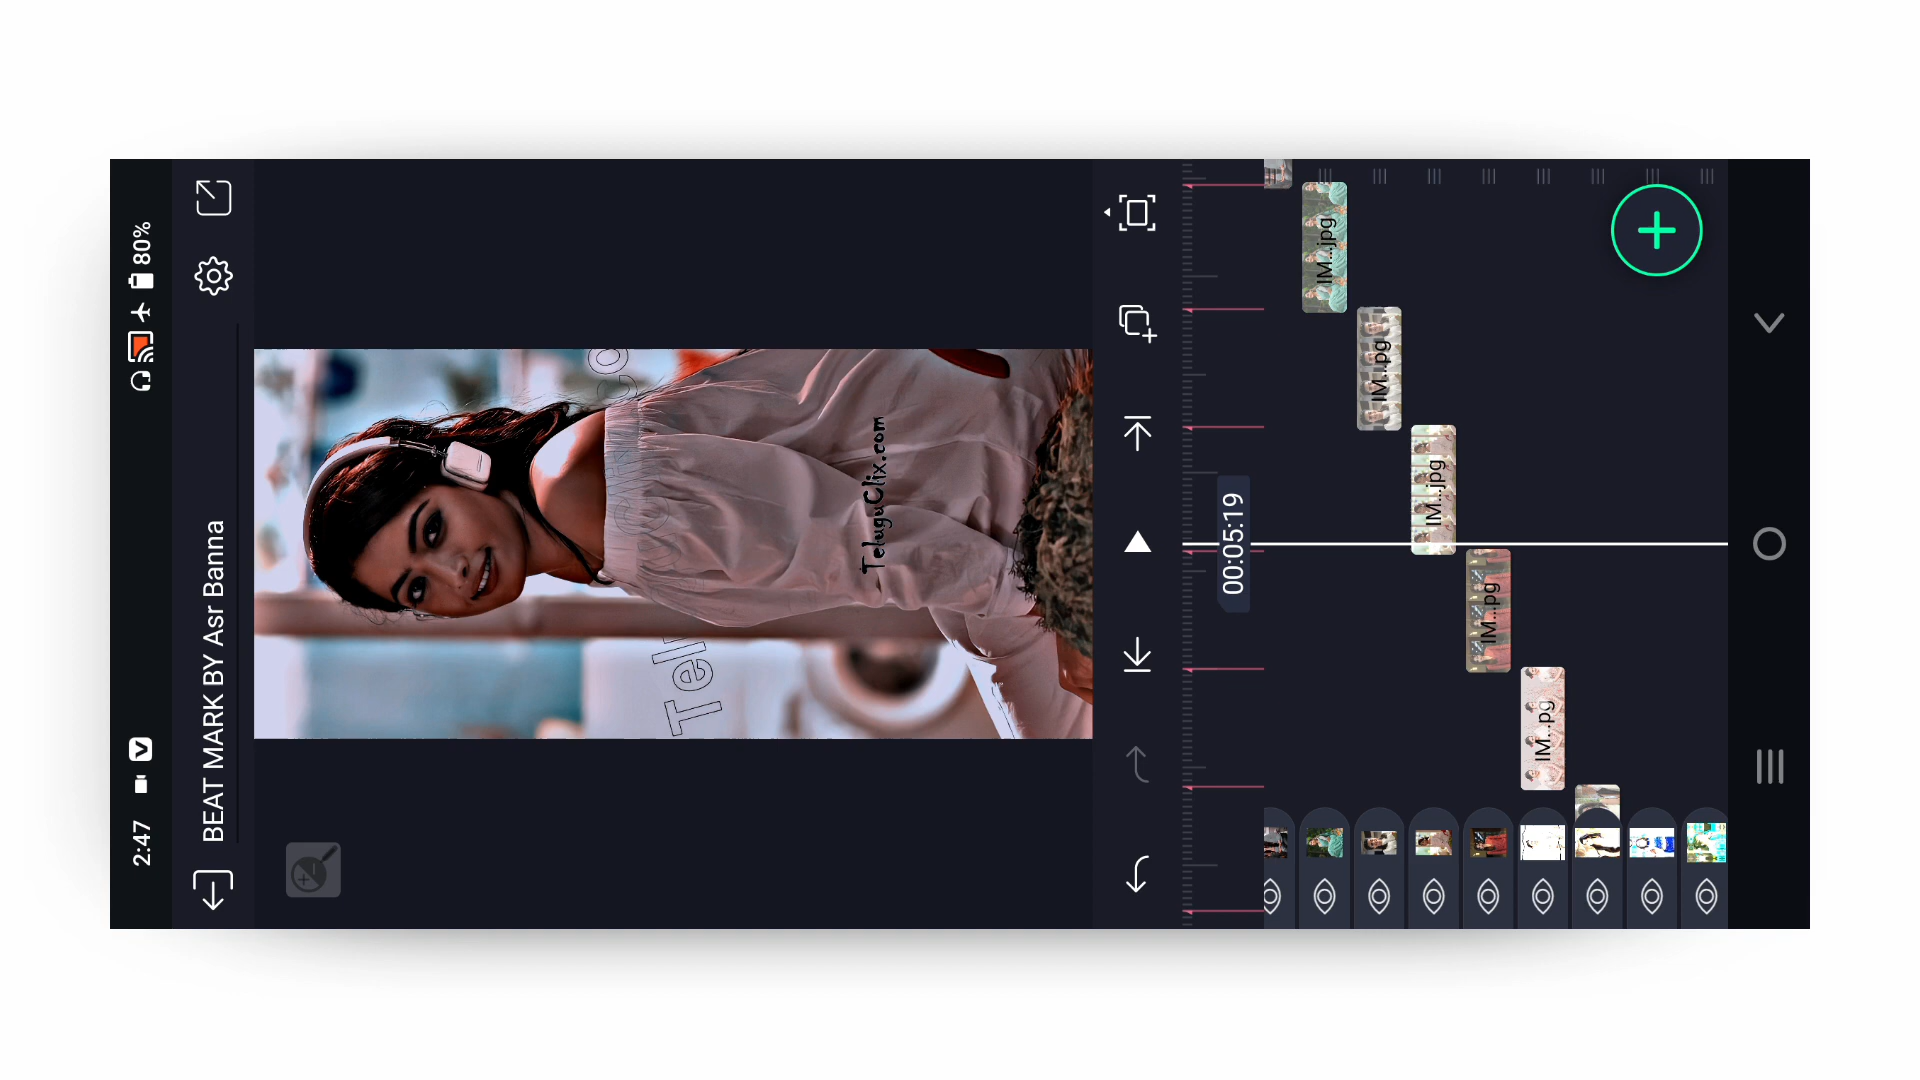 2:47
80%
BEAT MARK BY Asr Banna
TeluguClix.com
00:05:19
IM...jpg
IM...pg
IM...jpg
IM...pg
IM...pg